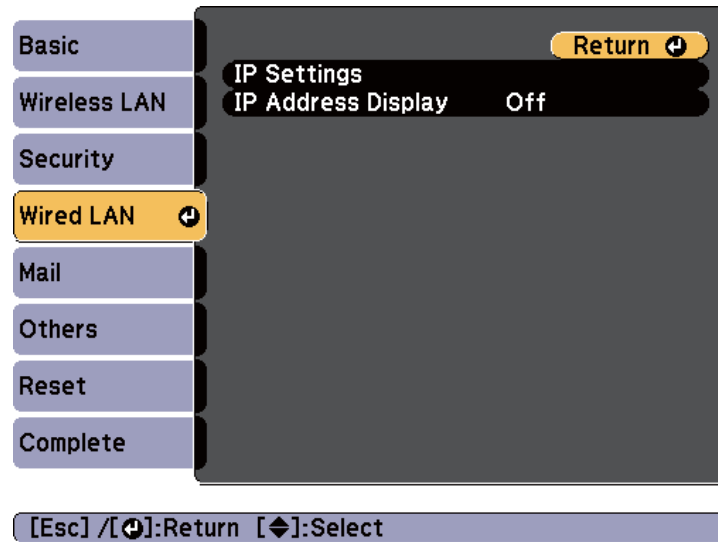 Basic
Wireless LAN
Security
Wired LAN
Mail
Others
Reset
Complete
Return
IP Settings
IP Address Display Off
[Esc] /[⏎]:Return [◆]:Select